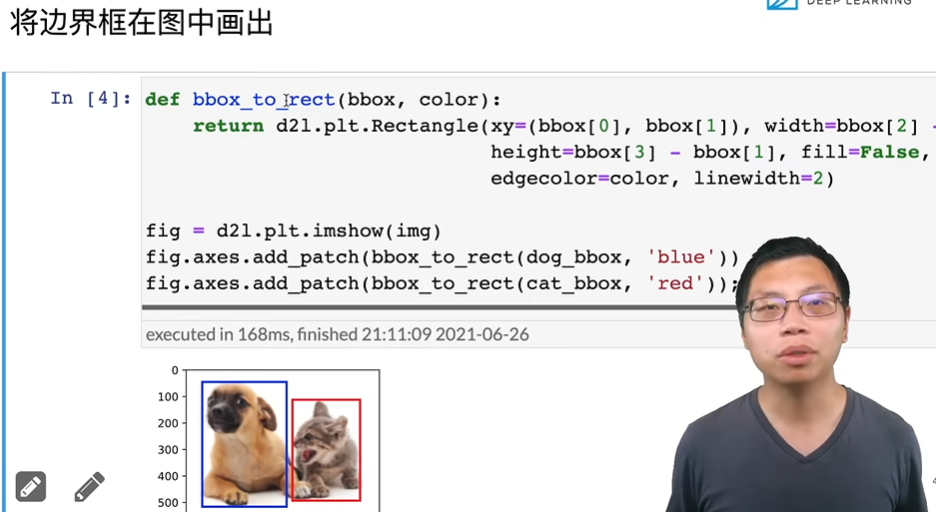 DEEP LEARNING
将边界框在图中画出
In [4]: def bbox_to_rect(bbox, color):
return d2l.plt.Rectangle(xy=(bbox[0], bbox[1]), width=bbox[2] -
height=bbox[3] - bbox[1], fill=False,
edgecolor=color, linewidth=2)
fig = d2l.plt.imshow(img)
fig.axes.add_patch(bbox_to_rect(dog_bbox, 'blue'))
fig.axes.add_patch(bbox_to_rect(cat_bbox, 'red'));
executed in 168ms, finished 21:11:09 2021-06-26
0
100
200
300
400
500